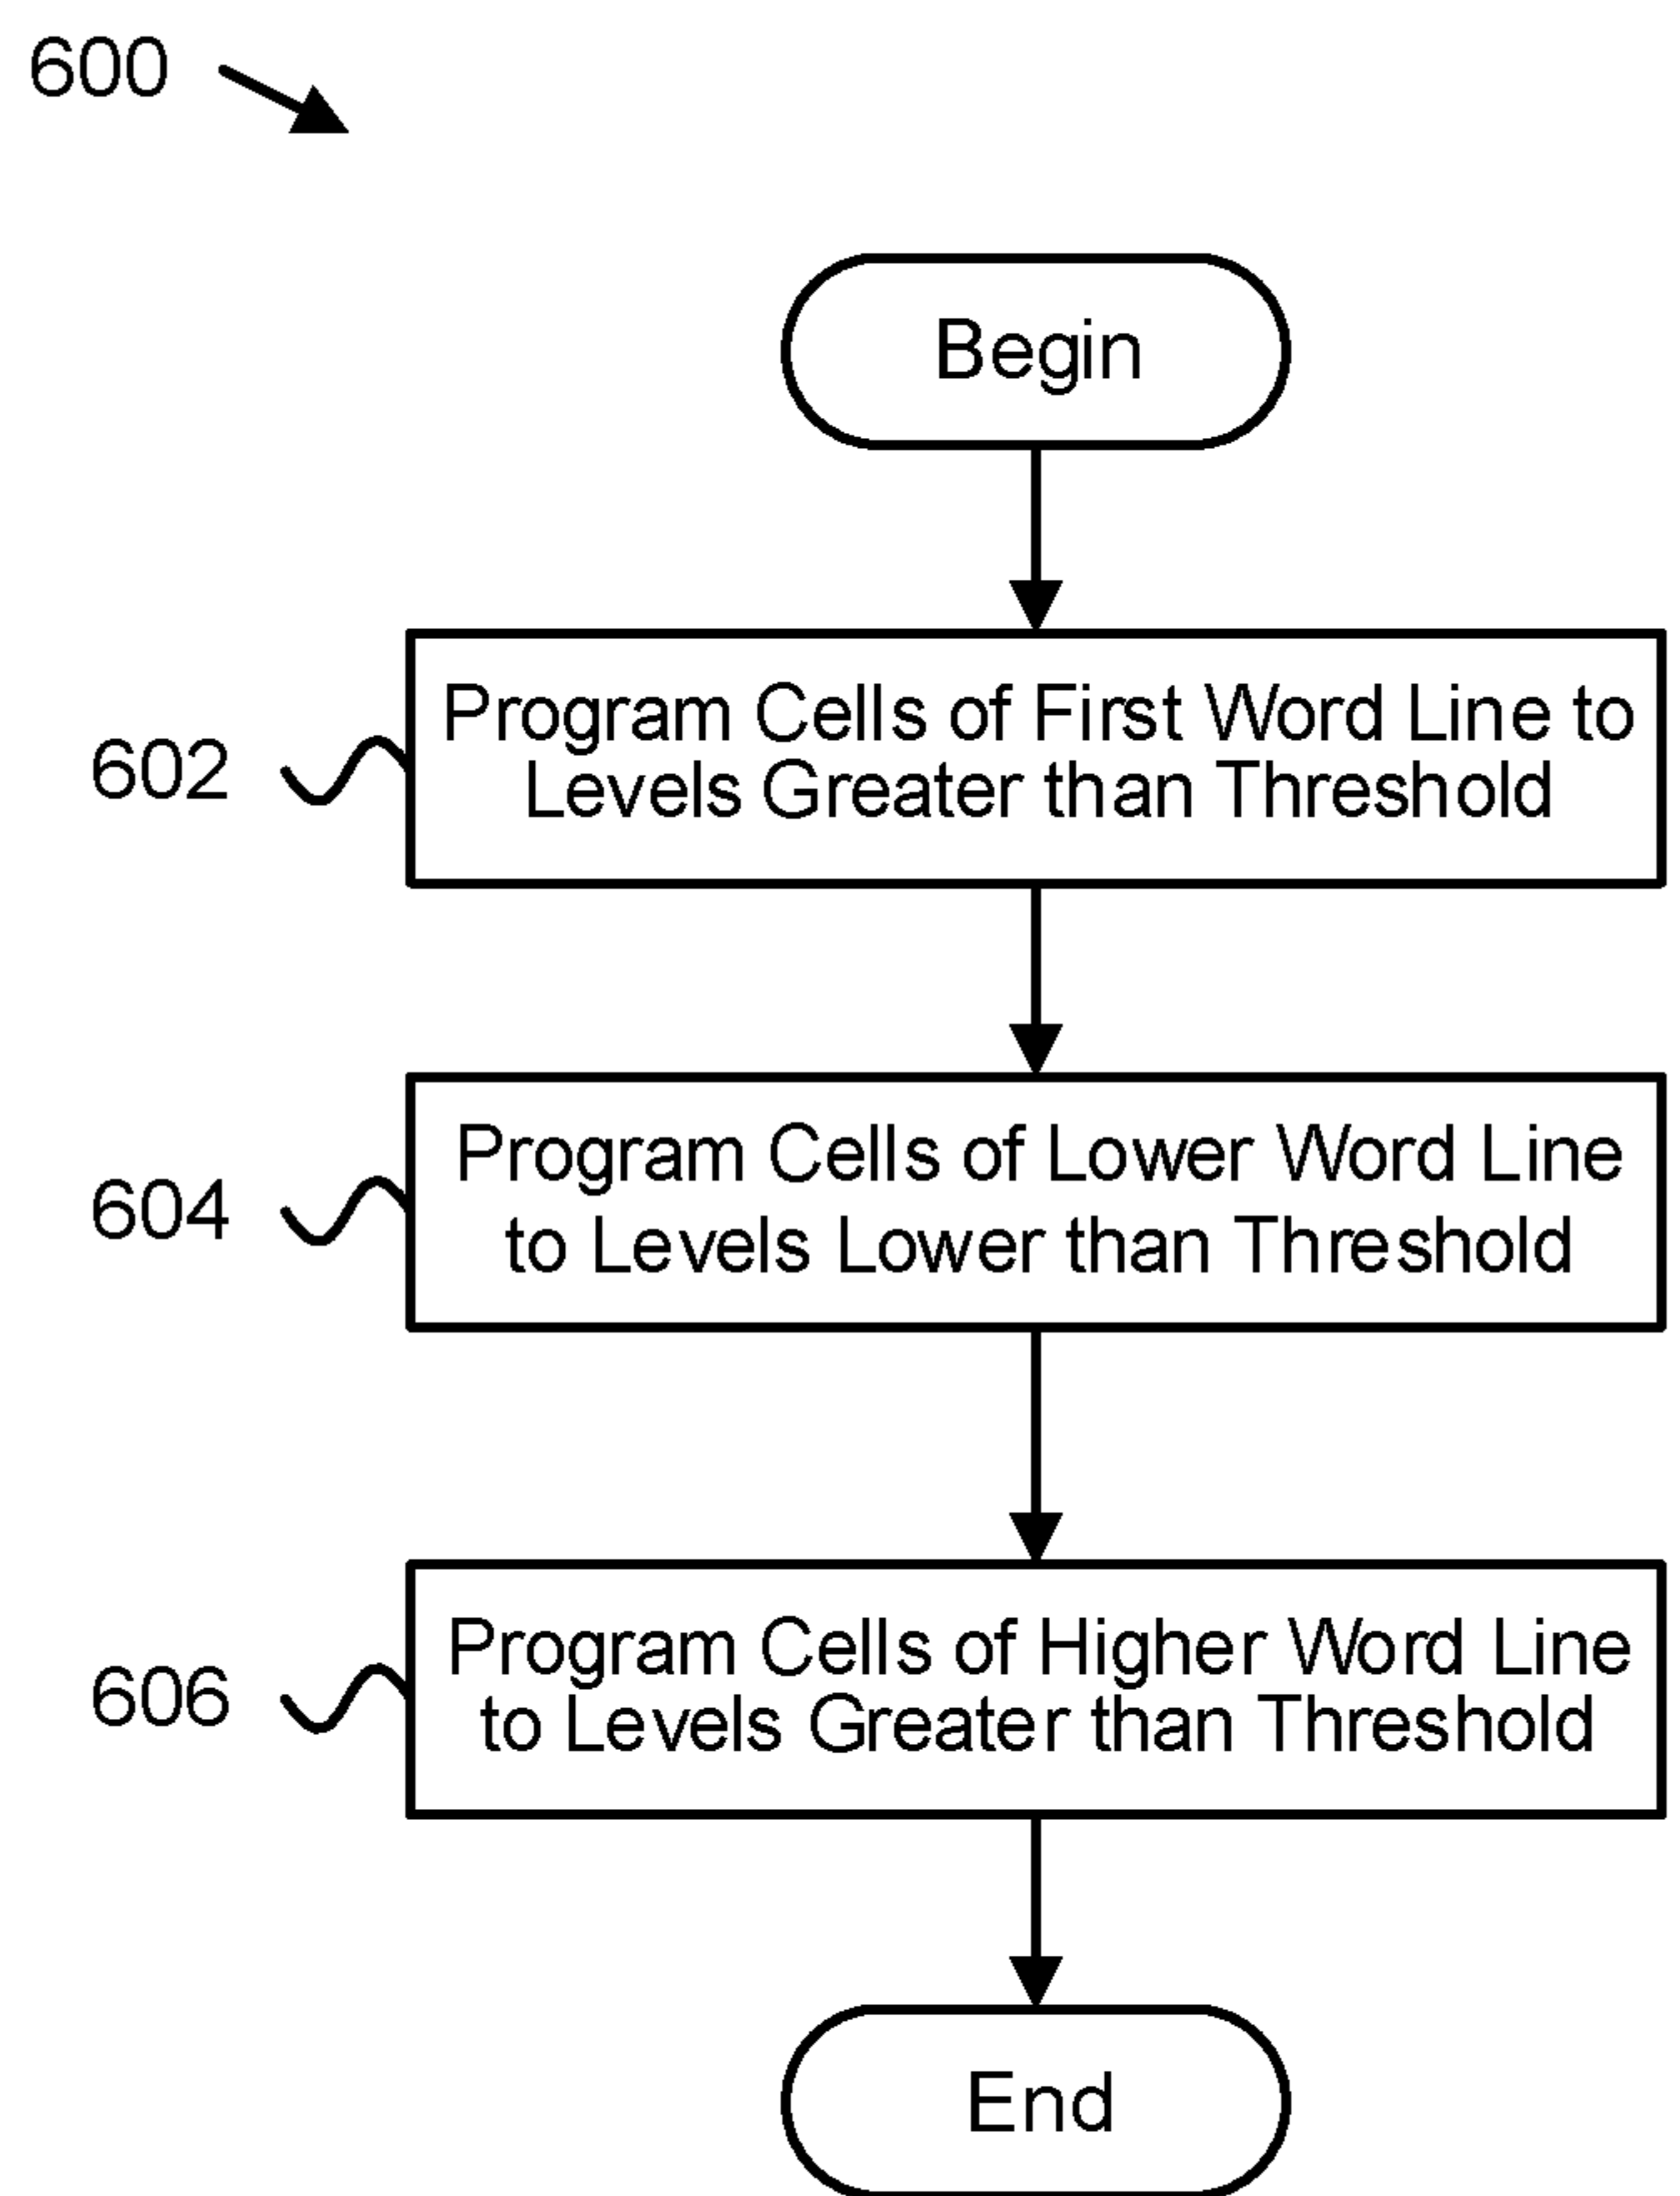 600
Begin
602
Program Cells of First Word Line to
Levels Greater than Threshold
604
Program Cells of Lower Word Line
to Levels Lower than Threshold
606
Program Cells of Higher Word Line
to Levels Greater than Threshold
End